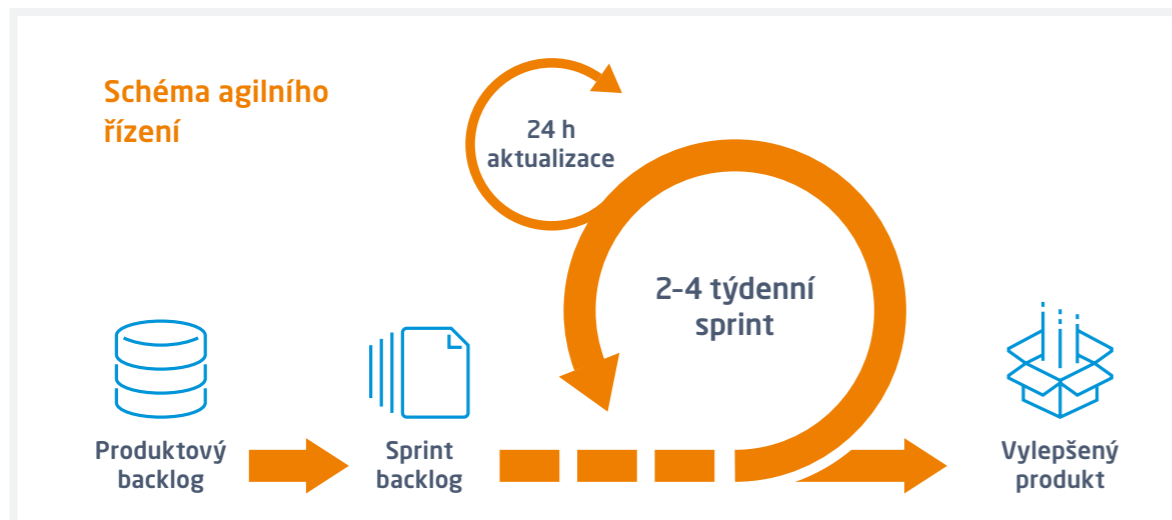 Schéma agilního
řízení
24 h
aktualizace
2–4 týdenní
sprint
Produktový
backlog
Sprint
backlog
Vylepšený
produkt